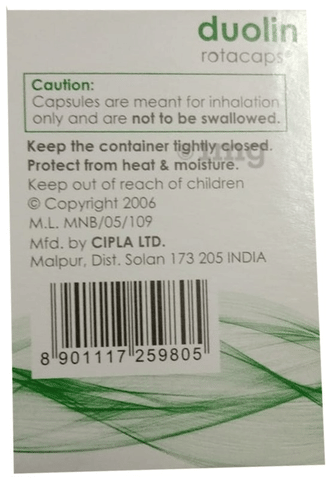 duolin
rotacaps®
Caution:
Capsules are meant for inhalation
only and are not to be swallowed.
Keep the container tightly closed.
Protect from heat & moisture.
Keep out of reach of children
© Copyright 2006
M.L. MNB/05/109
Mfd. by CIPLA LTD.
Malpur, Dist. Solan 173 205 INDIA
8 901117 259805